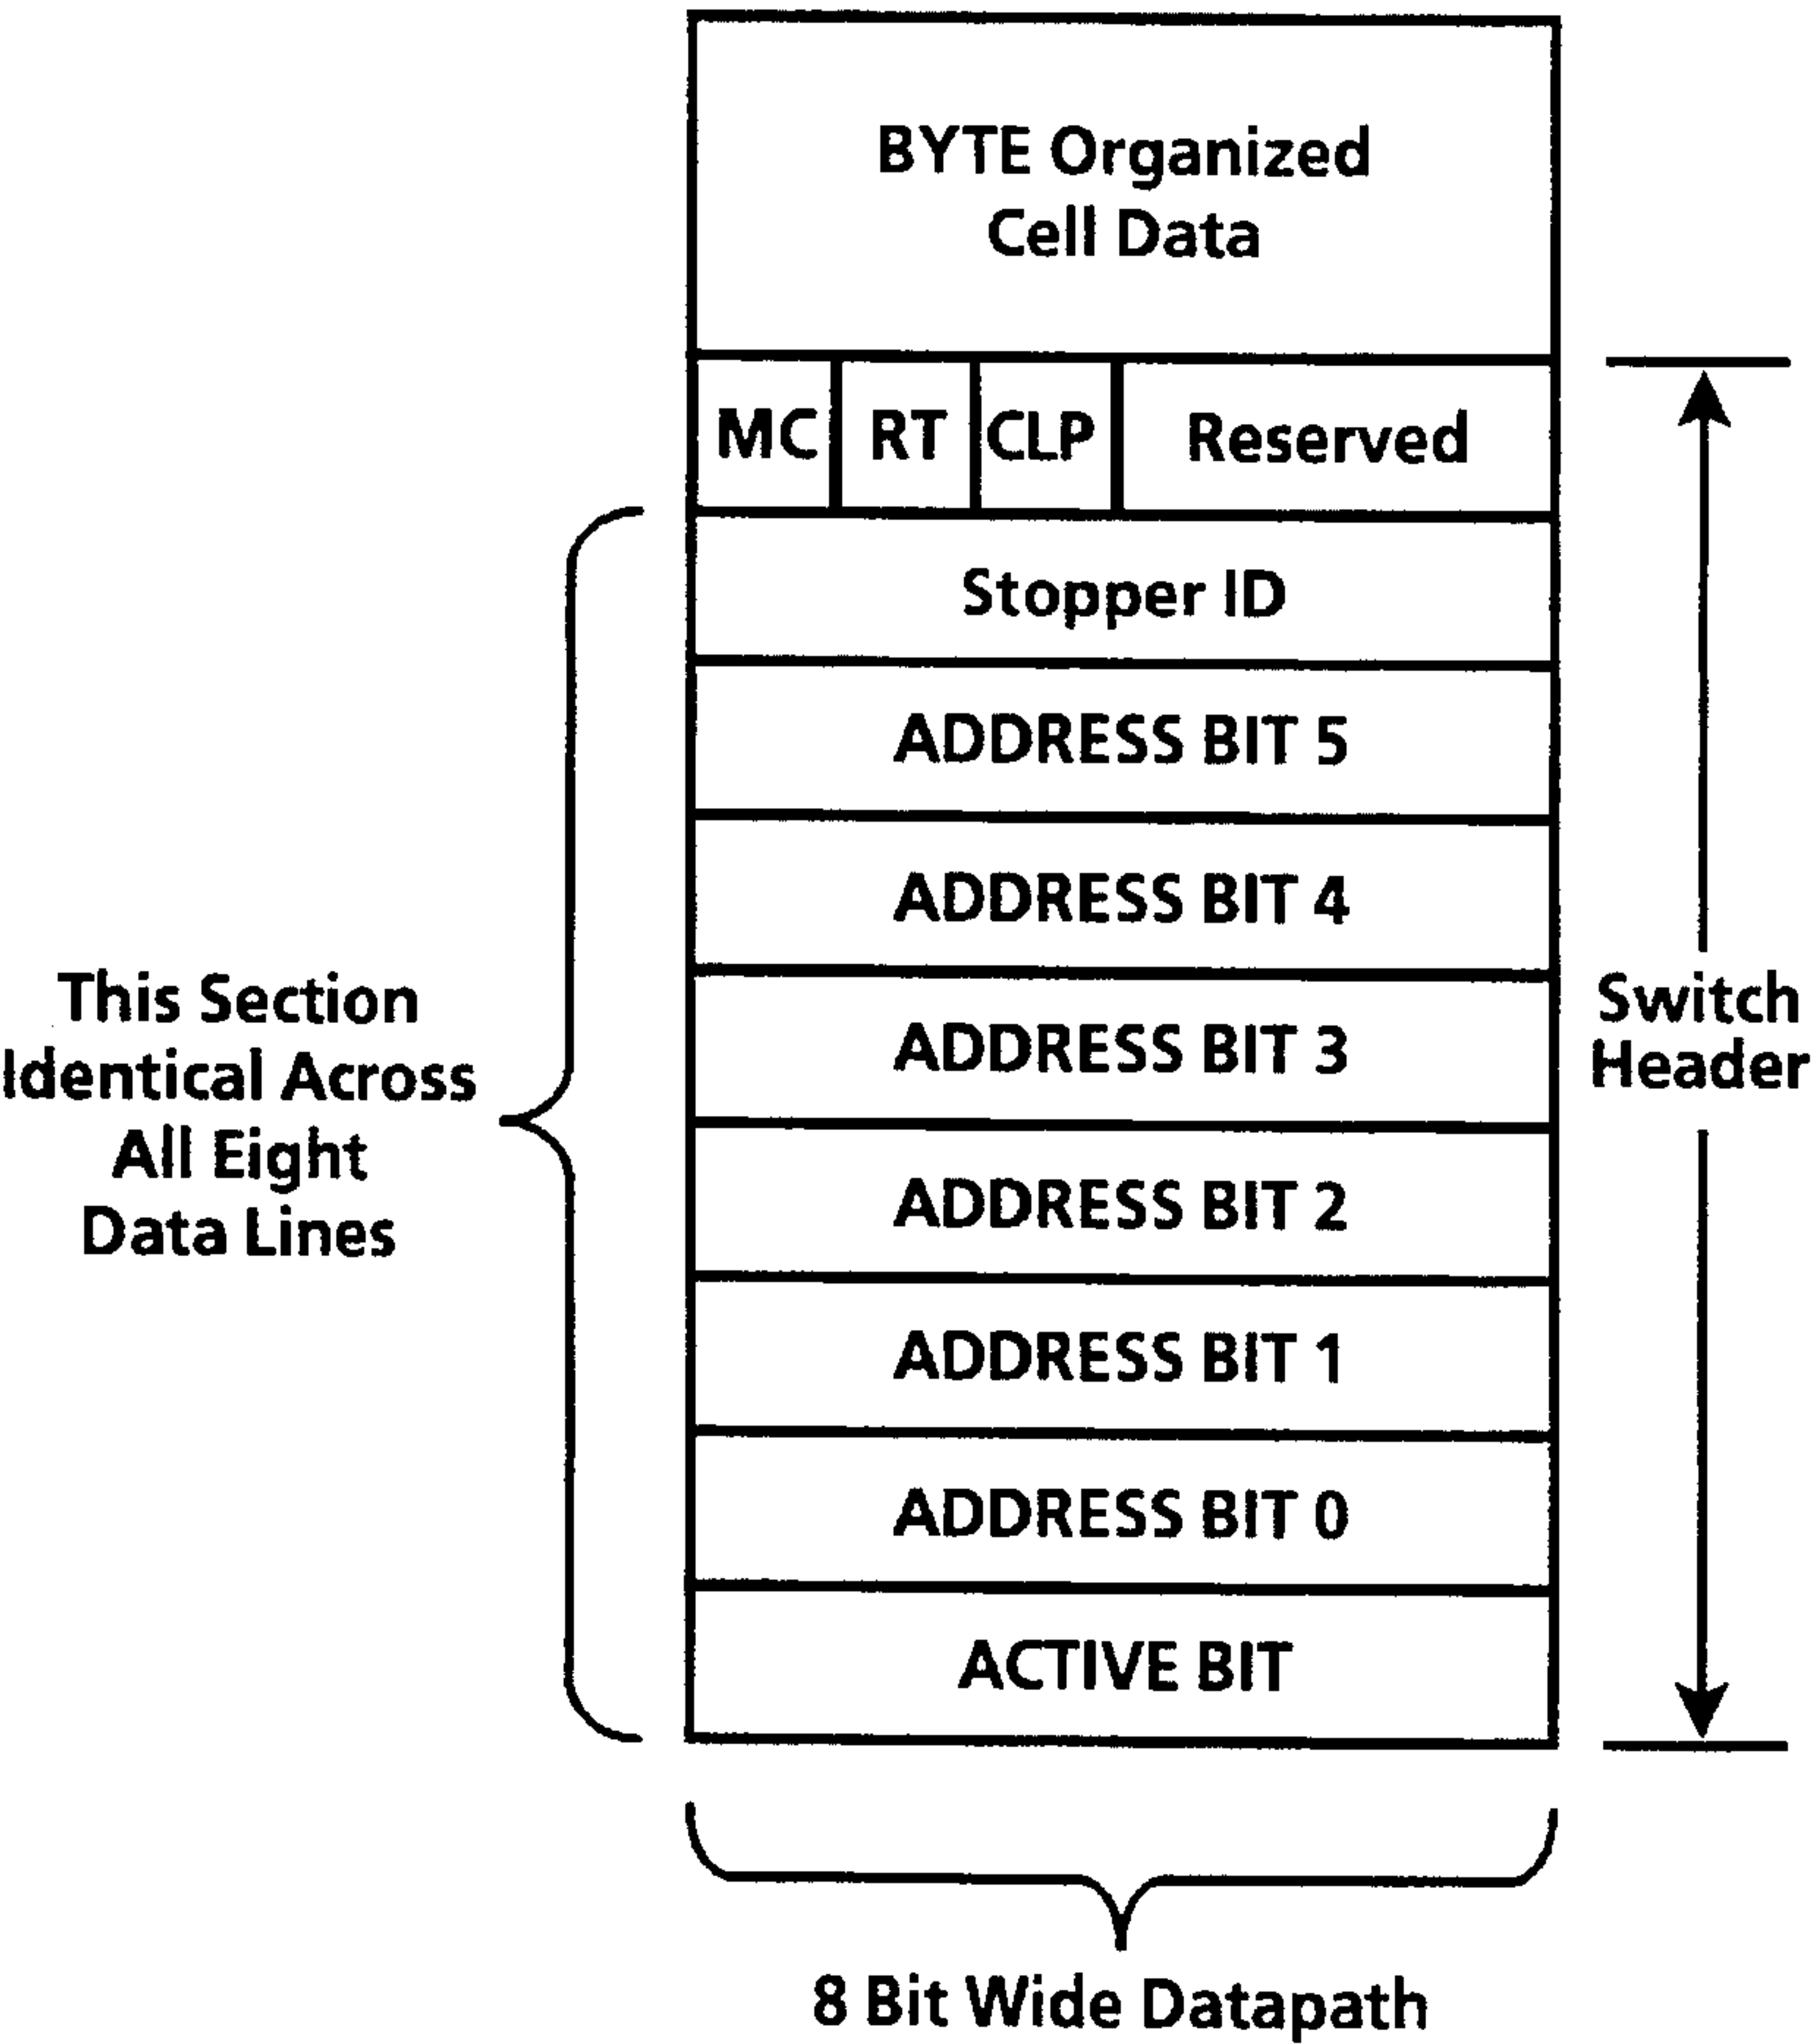 BYTE Organized
Cell Data
MC RT CLP Reserved
Stopper ID
ADDRESS BIT 5
ADDRESS BIT 4
ADDRESS BIT 3
ADDRESS BIT 2
ADDRESS BIT 1
ADDRESS BIT 0
ACTIVE BIT
This Section
Identical Across
All Eight
Data Lines
Switch
Header
8 Bit Wide Datapath